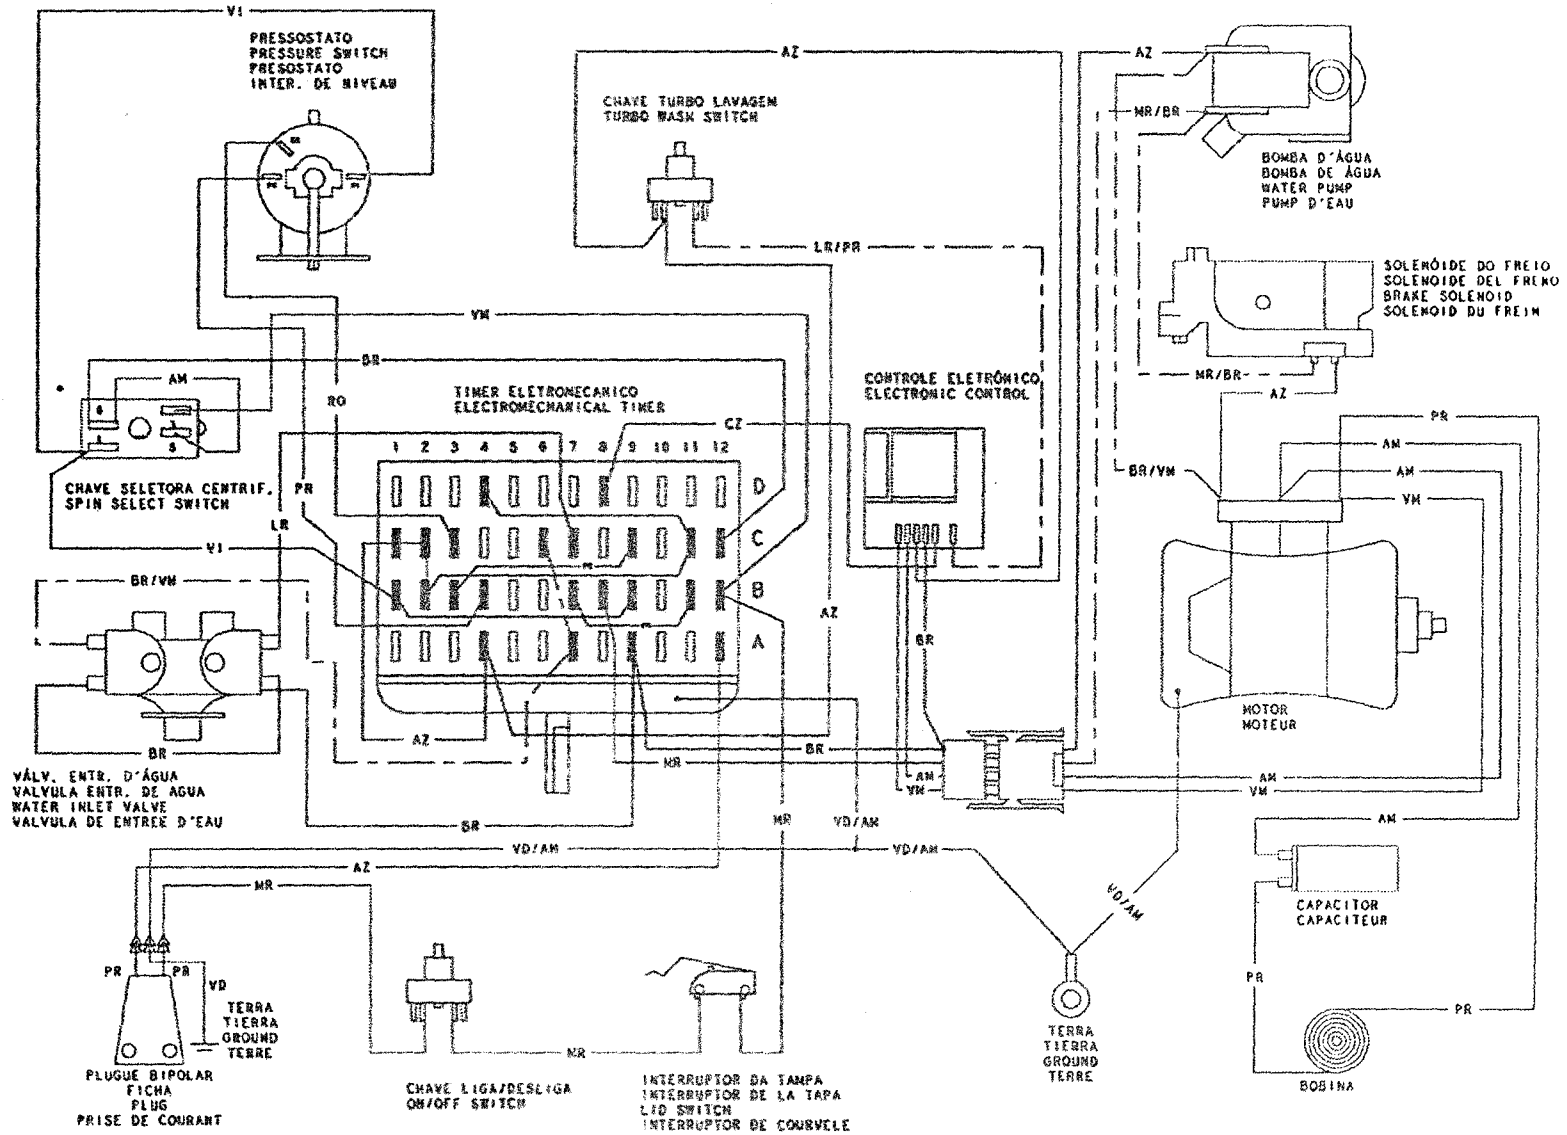 VI
PRESSOSTATO
PRESSURE SWITCH
PRESOSTATO
INTER. DE NIVEAU
AZ
CHAVE TURBO LAVAGEM
TURBO WASH SWITCH
LR/PR
AZ
MR/BR
BOMBA D'ÁGUA
BOMBA DE ÁGUA
WATER PUMP
PUMP D'EAU
SOLENÓIDE DO FREIO
SOLENOIDE DEL FRENO
BRAKE SOLENOID
SOLENOID DU FREIN
MR/BR
AZ
VM
BR
AM
6
5
CHAVE SELETORA CENTRIF.
SPIN SELECT SWITCH
RO
PR
LR
VI
TIMER ELETROMECANICO
ELECTROMECHANICAL TIMER
1 2 3 4 5 6 7 8 9 10 11 12
D
C
B
A
CZ
CONTROLE ELETRÔNICO
ELECTRONIC CONTROL
BR
AZ
PR
AM
BR/VM
AM
VM
MOTOR
MOTEUR
BR/VM
BR
VÁLV. ENTR. D'ÁGUA
VALVULA ENTR. DE AGUA
WATER INLET VALVE
VALVULA DE ENTREE D'EAU
AZ
BR
MR
AM
VM
AM
VM
BR
MR
VD/AM
VD/AM
AZ
MR
VD/AM
VD/AM
AM
CAPACITOR
CAPACITEUR
PR
PR
BOBINA
PR
PR
VD
TERRA
TIERRA
GROUND
TERRE
PLUGUE BIPOLAR
FICHA
PLUG
PRISE DE COURANT
CHAVE LIGA/DESLIGA
ON/OFF SWITCH
MR
INTERRUPTOR DA TAMPA
INTERRUPTOR DE LA TAPA
LID SWITCH
INTERRUPTOR DE COUBVELE
TERRA
TIERRA
GROUND
TERRE